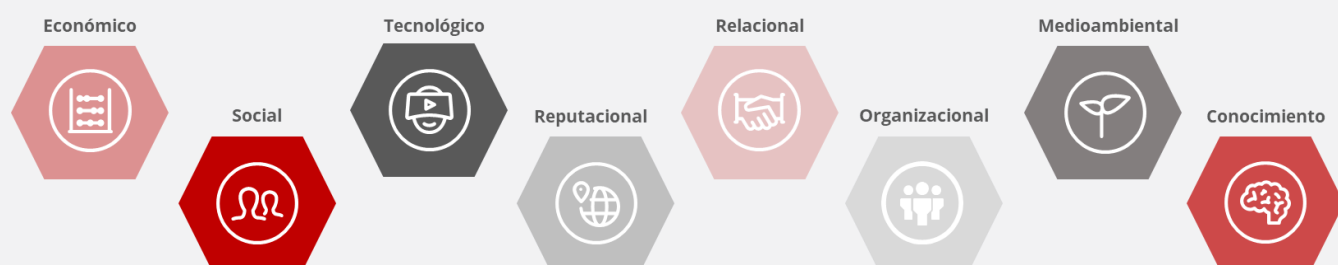 Económico
Social
Tecnológico
Reputacional
Relacional
Organizacional
Medioambiental
Conocimiento